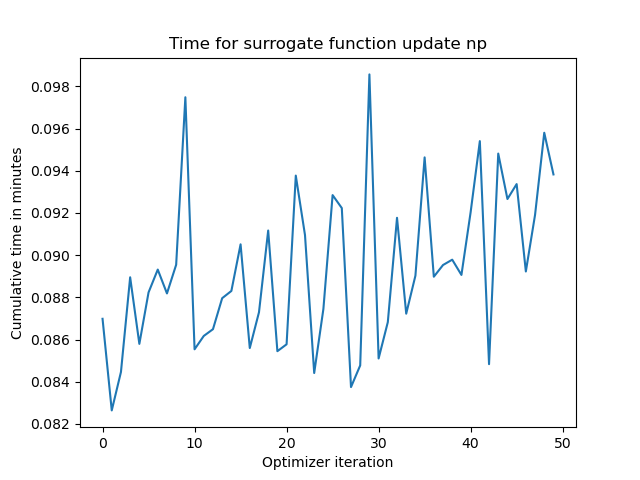 Time for surrogate function update np
Cumulative time in minutes
0.098
0.096
0.094
0.092
0.090
0.088
0.086
0.084
0.082
0 10 20 30 40 50
Optimizer iteration